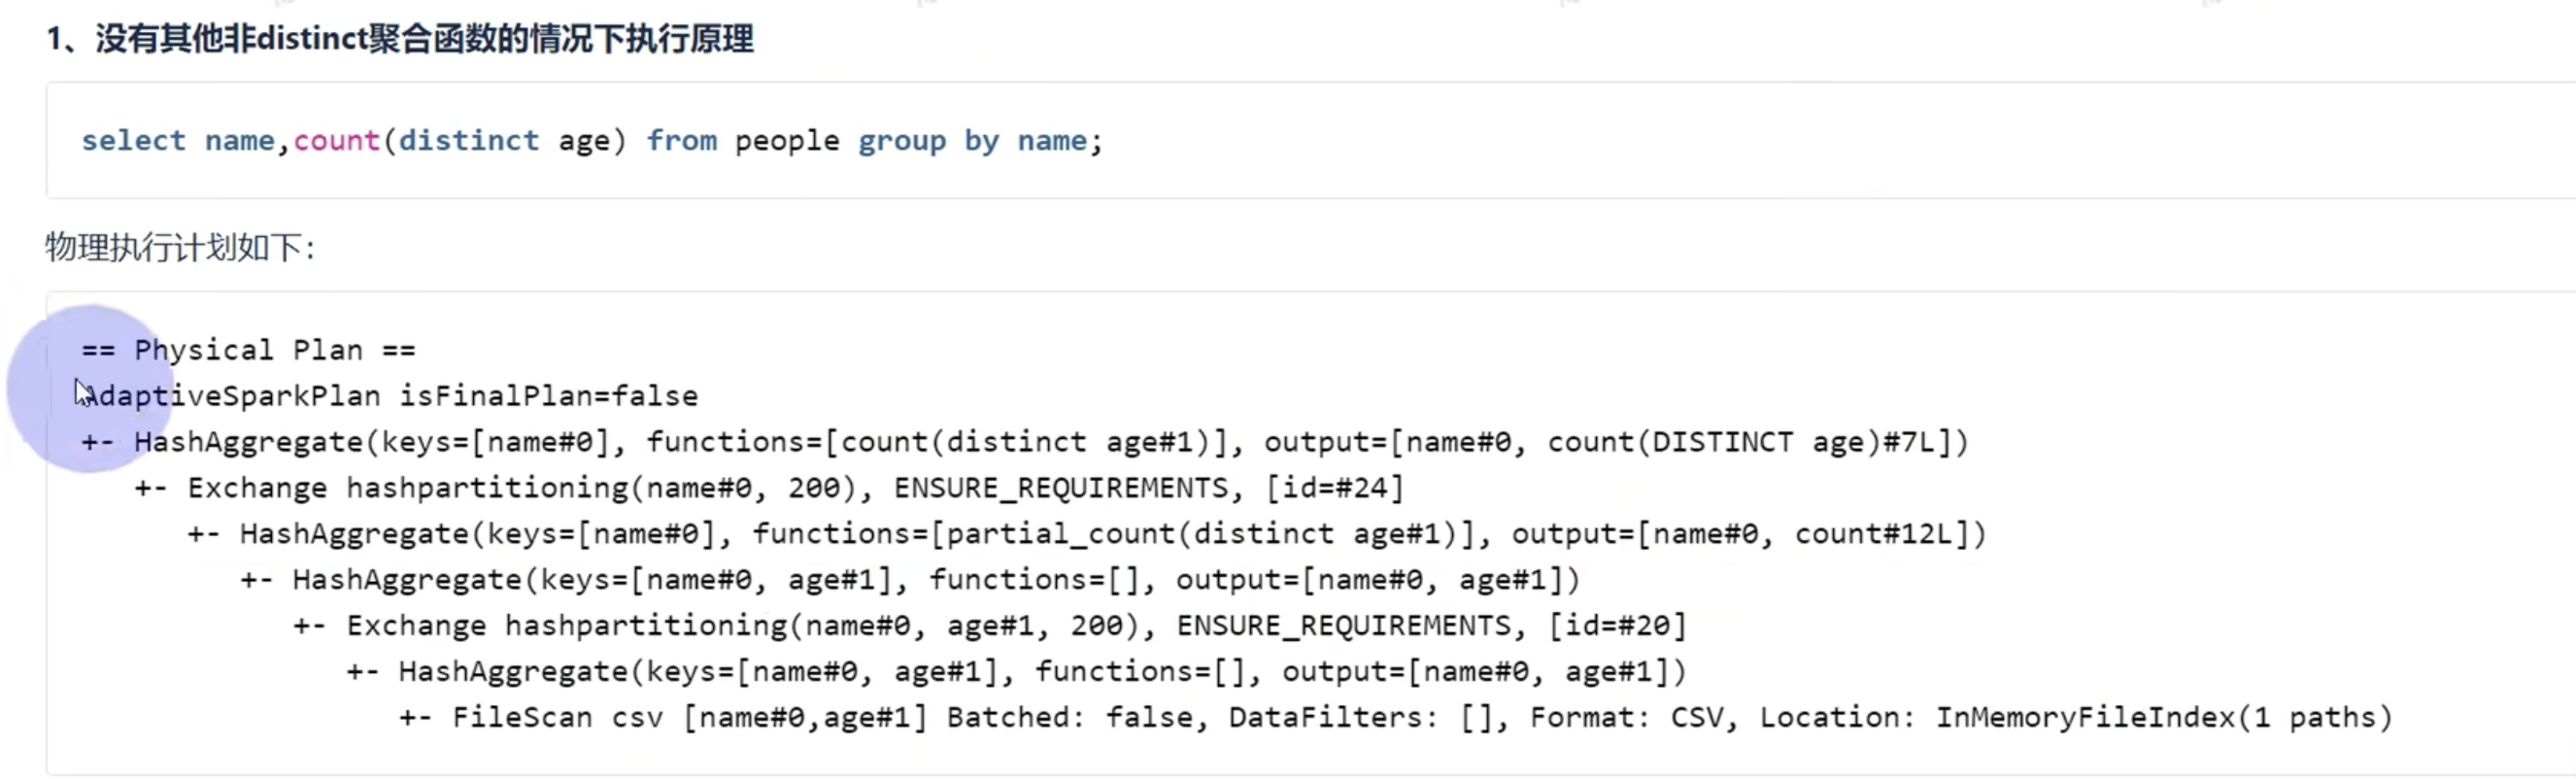 1、没有其他非distinct聚合函数的情况下执行原理
select name,count(distinct age) from people group by name;
物理执行计划如下：
== Physical Plan ==
AdaptiveSparkPlan isFinalPlan=false
+- HashAggregate(keys=[name#0], functions=[count(distinct age#1)], output=[name#0, count(DISTINCT age)#7L])
+- Exchange hashpartitioning(name#0, 200), ENSURE_REQUIREMENTS, [id=#24]
+- HashAggregate(keys=[name#0], functions=[partial_count(distinct age#1)], output=[name#0, count#12L])
+- HashAggregate(keys=[name#0, age#1], functions=[], output=[name#0, age#1])
+- Exchange hashpartitioning(name#0, age#1, 200), ENSURE_REQUIREMENTS, [id=#20]
+- HashAggregate(keys=[name#0, age#1], functions=[], output=[name#0, age#1])
+- FileScan csv [name#0,age#1] Batched: false, DataFilters: [], Format: CSV, Location: InMemoryFileIndex(1 paths)